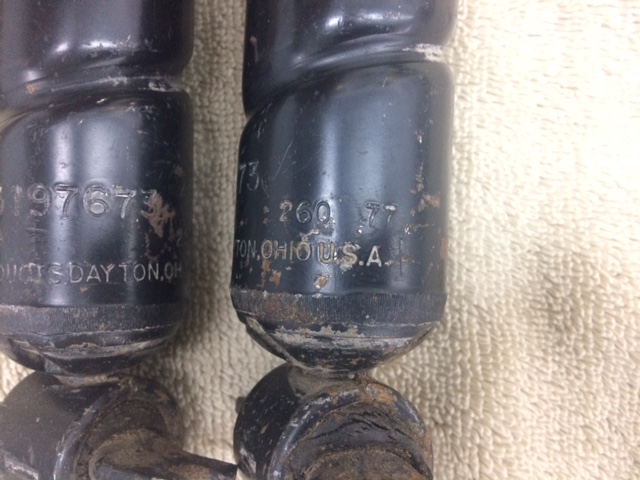 3197673
DUCTS DAYTON, OH
73
260 77
TON, OHIO U.S.A.